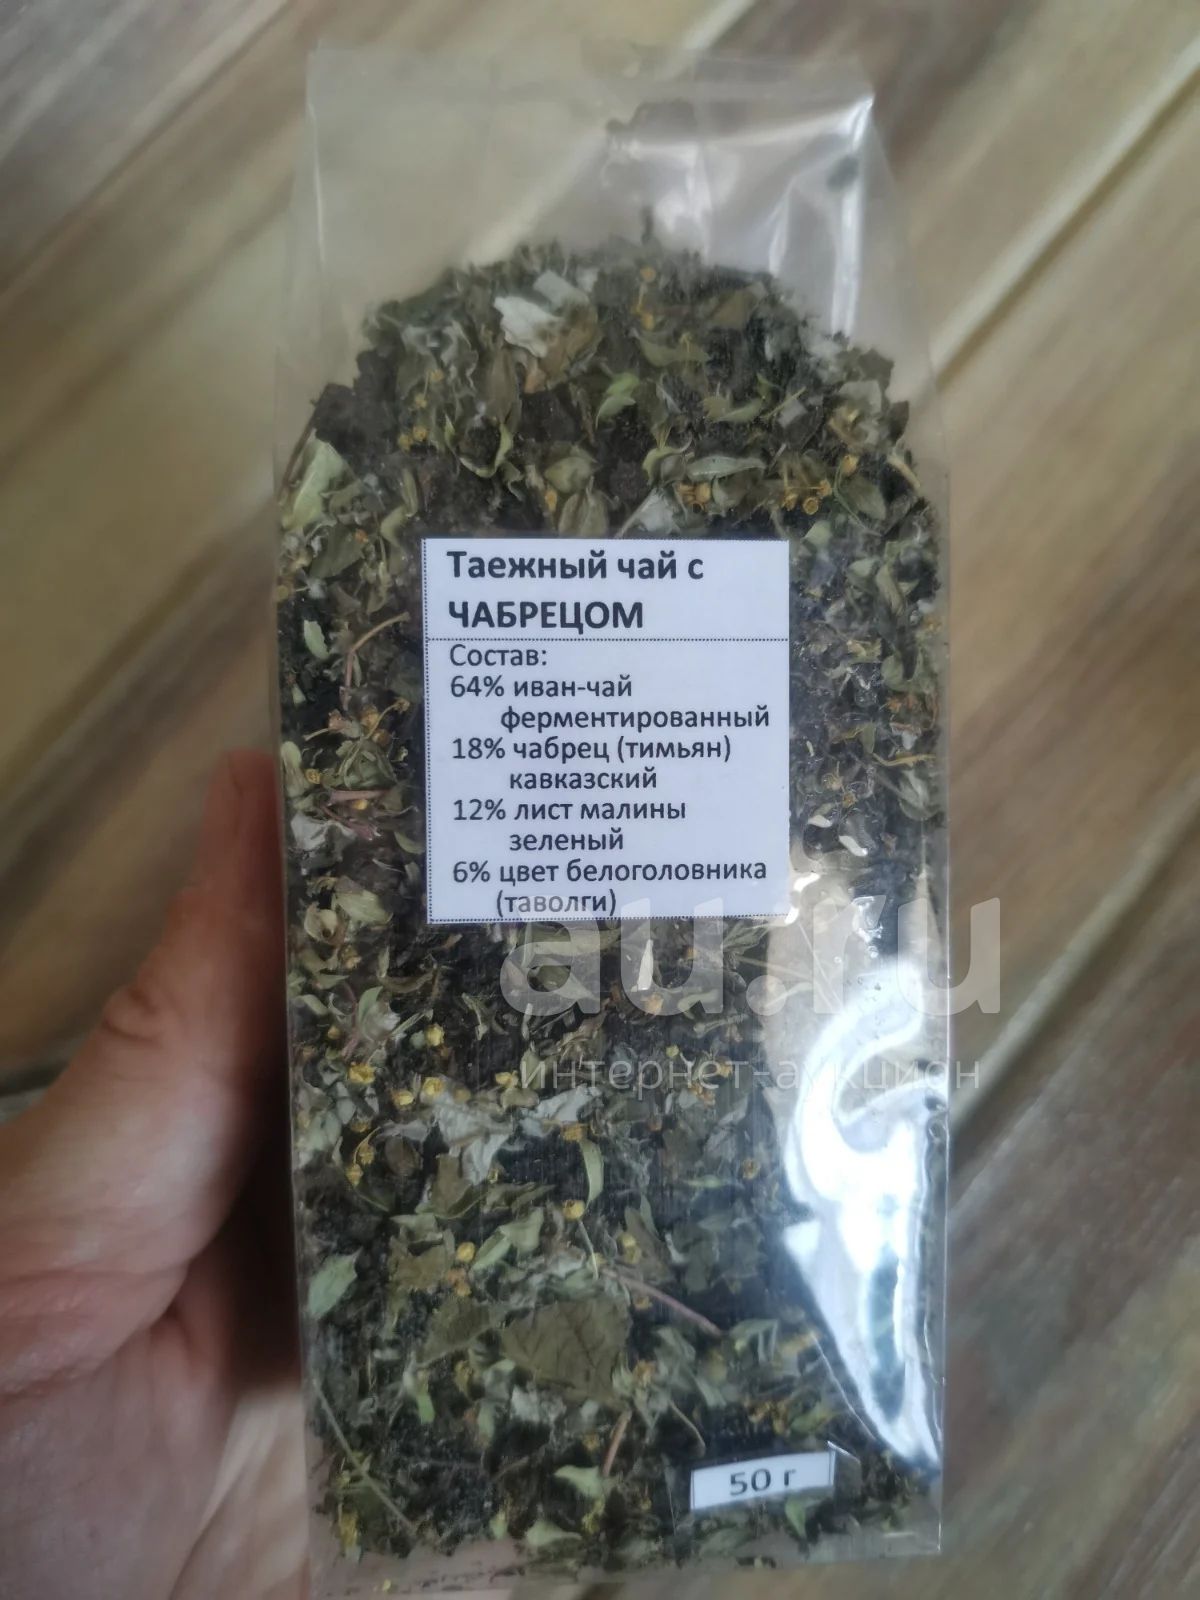 Таежный чай с
ЧАБРЕЦОМ
Состав:
64% иван-чай
ферментированный
18% чабрец (тимьян)
кавказский
12% лист малины
зеленый
6% цвет белоголовника
(таволги)
au.ru
интернет-аукцион
50 г